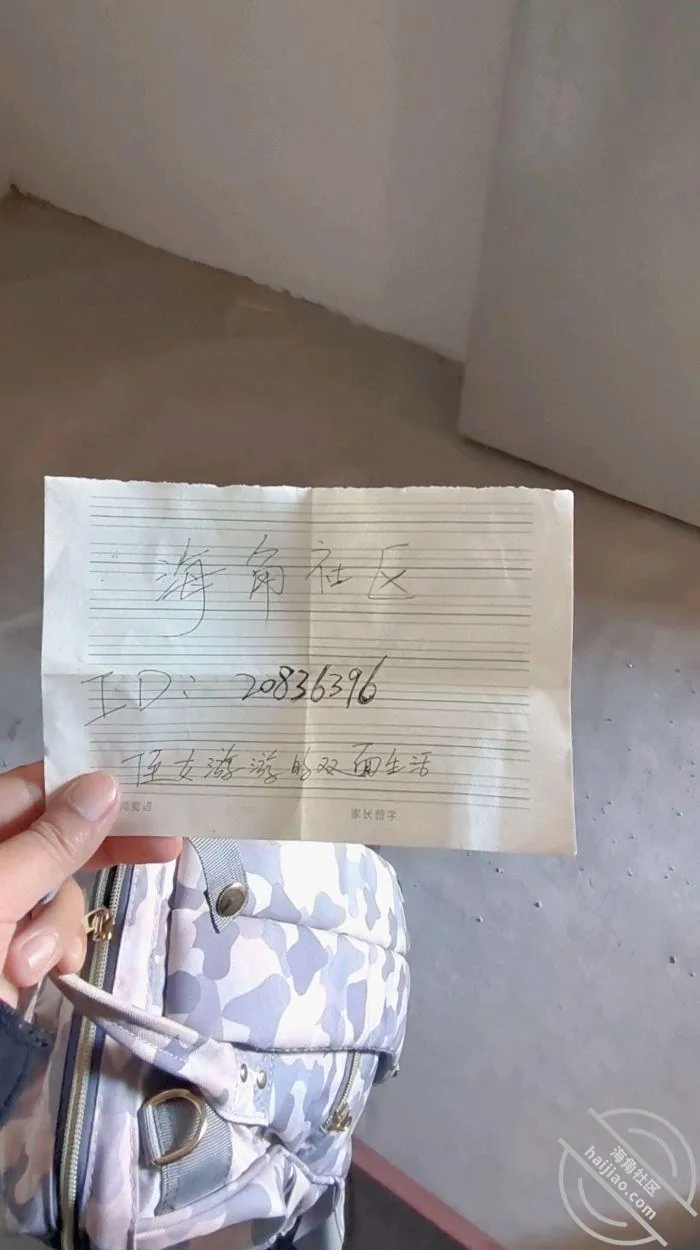 海角社区
ID: 20836396
侄女游游的双面生活
家长签字
海角社区
haijiao.com